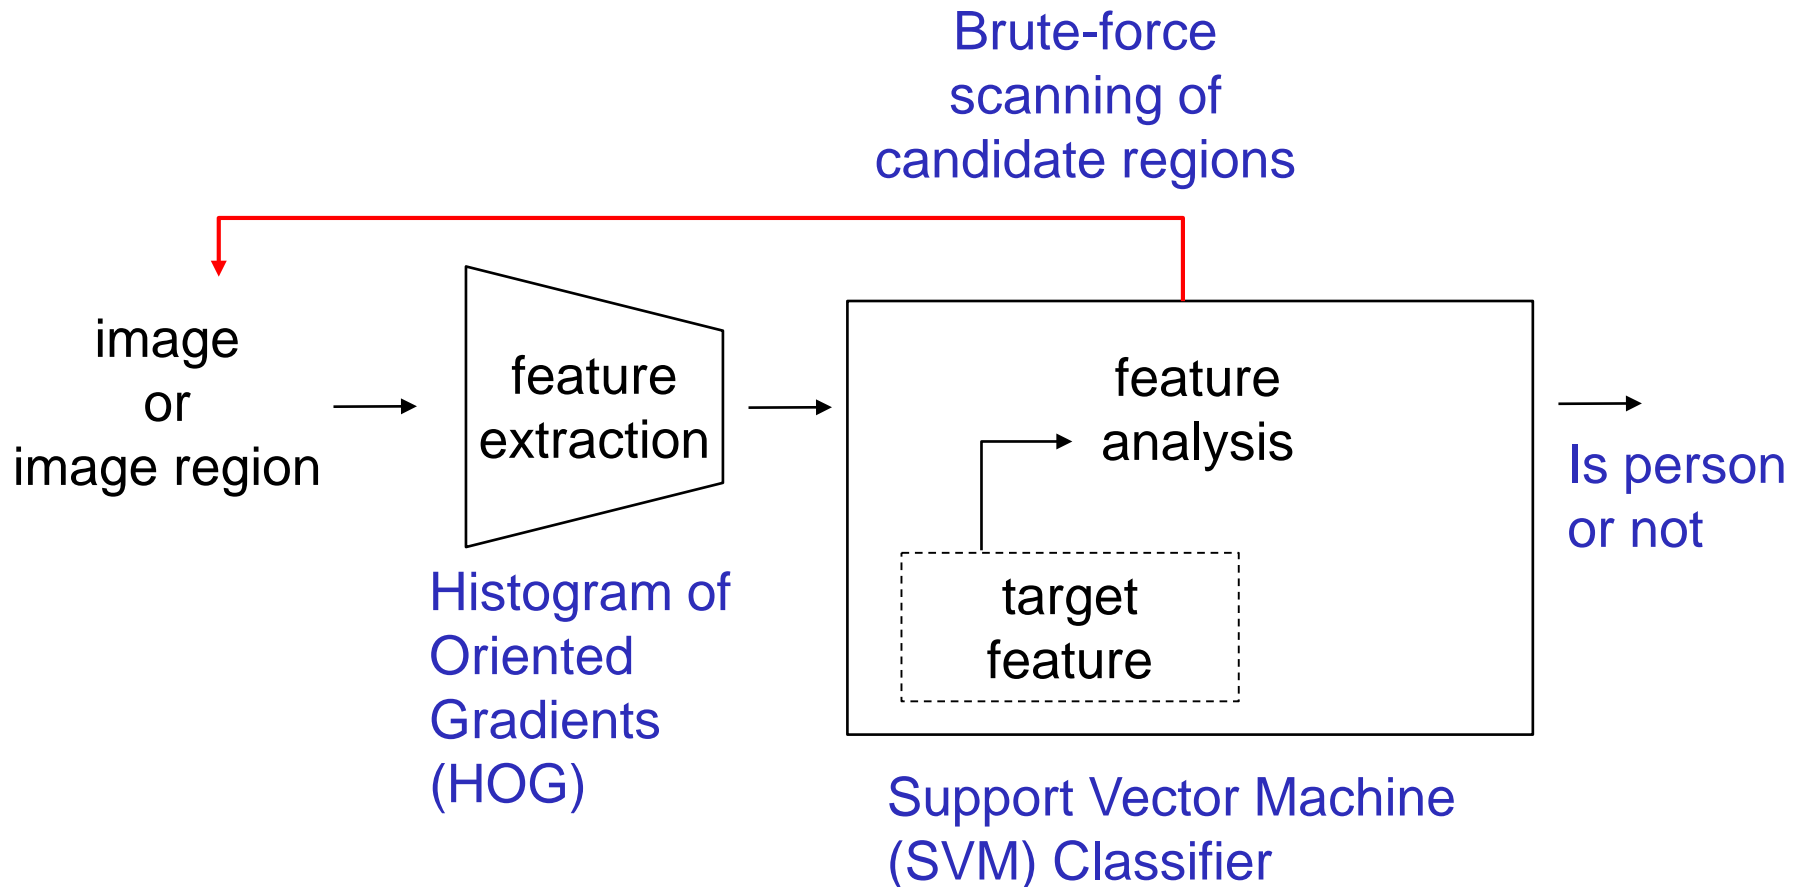 Brute-force
scanning of
candidate regions
image
or
image region
feature
extraction
Histogram of
Oriented
Gradients
(HOG)
feature
analysis
target
feature
Support Vector Machine
(SVM) Classifier
Is person
or not